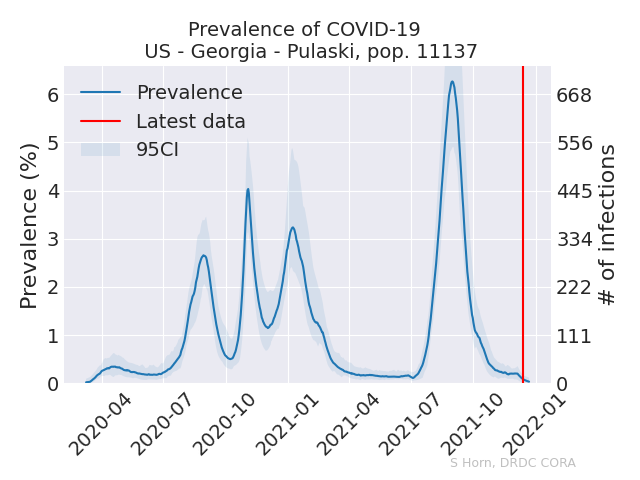 Prevalence of COVID-19
US - Georgia - Pulaski, pop. 11137
Prevalence
Latest data
95CI
Prevalence (%)
6
5
4
3
2
1
0
668
556
445
334
222
111
0
# of infections
2020-04
2020-07
2020-10
2021-01
2021-04
2021-07
2021-10
2022-01
S Horn, DRDC CORA